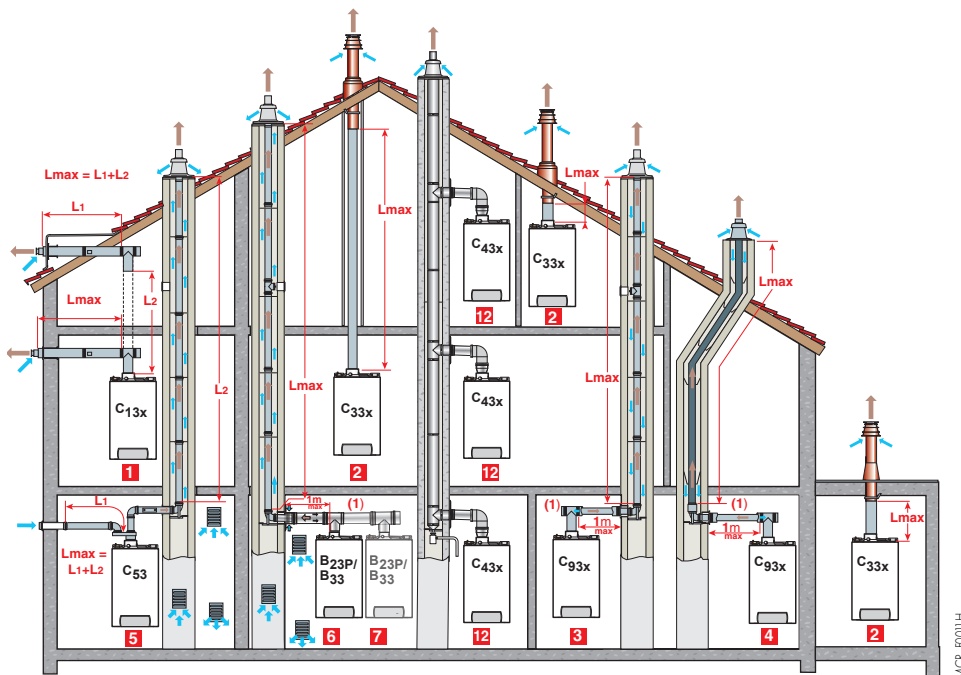 Lmax = L1+L2
L1
Lmax
L2
Lmax
L2
Lmax
Lmax
Lmax
Lmax
C13x
1
C33x
2
C43x
12
C33x
2
C43x
12
L1
Lmax =
L1+L2
C53
5
1m
max
(1)
B23P/
B33
6
B23P/
B33
7
C43x
12
(1)
1m
max
C93x
3
(1)
1m
max
C93x
4
Lmax
C33x
2